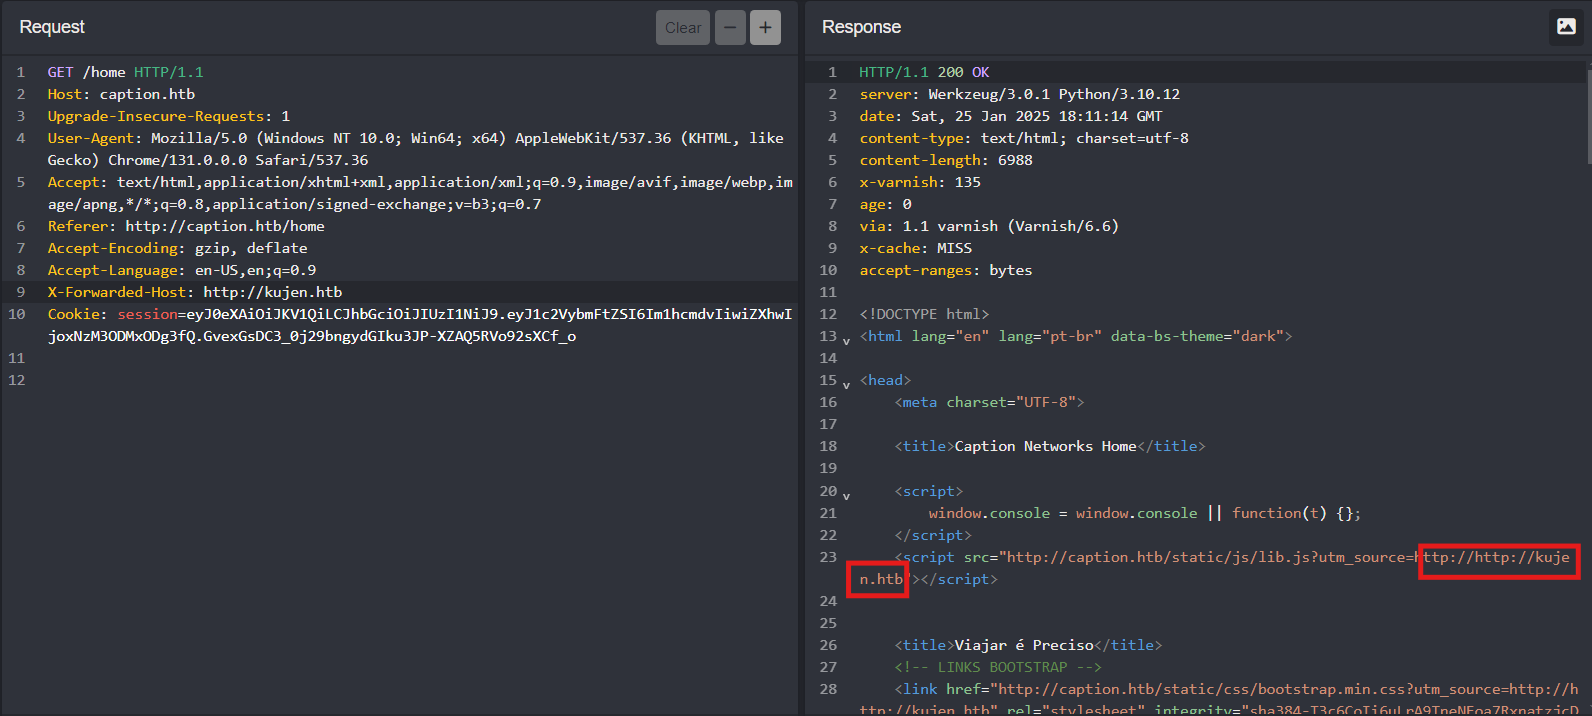 Request
Clear
−
+
1 GET /home HTTP/1.1
2 Host: caption.htb
3 Upgrade-Insecure-Requests: 1
4 User-Agent: Mozilla/5.0 (Windows NT 10.0; Win64; x64) AppleWebKit/537.36 (KHTML, like
Gecko) Chrome/131.0.0.0 Safari/537.36
5 Accept: text/html,application/xhtml+xml,application/xml;q=0.9,image/avif,image/webp,im
age/apng,*/*;q=0.8,application/signed-exchange;v=b3;q=0.7
6 Referer: http://caption.htb/home
7 Accept-Encoding: gzip, deflate
8 Accept-Language: en-US,en;q=0.9
9 X-Forwarded-Host: http://kujen.htb
10 Cookie: session=eyJ0eXAiOiJKV1QiLCJhbGciOiJIUzI1NiJ9.eyJ1c2VybmFtZSI6Im1hcmdvIiwiZXhwI
joxNzM3ODMxODg3fQ.GvexGsDC3_0j29bngydGIku3JP-XZAQ5RVo92sXCf_o
11
12
Response
1 HTTP/1.1 200 OK
2 server: Werkzeug/3.0.1 Python/3.10.12
3 date: Sat, 25 Jan 2025 18:11:14 GMT
4 content-type: text/html; charset=utf-8
5 content-length: 6988
6 x-varnish: 135
7 age: 0
8 via: 1.1 varnish (Varnish/6.6)
9 x-cache: MISS
10 accept-ranges: bytes
11
12 <!DOCTYPE html>
13 <html lang="en" lang="pt-br" data-bs-theme="dark">
14
15 <head>
16 <meta charset="UTF-8">
17
18 <title>Caption Networks Home</title>
19
20 <script>
21 window.console = window.console || function(t) {};
22 </script>
23 <script src="http://caption.htb/static/js/lib.js?utm_source=http://http://kuje
n.htb"></script>
24
25
26 <title>Viajar é Preciso</title>
27 <!-- LINKS BOOTSTRAP -->
28 <link href="http://caption.htb/static/css/bootstrap.min.css?utm_source=http://h
ttp://kujen.htb" rel="stylesheet" integrity=